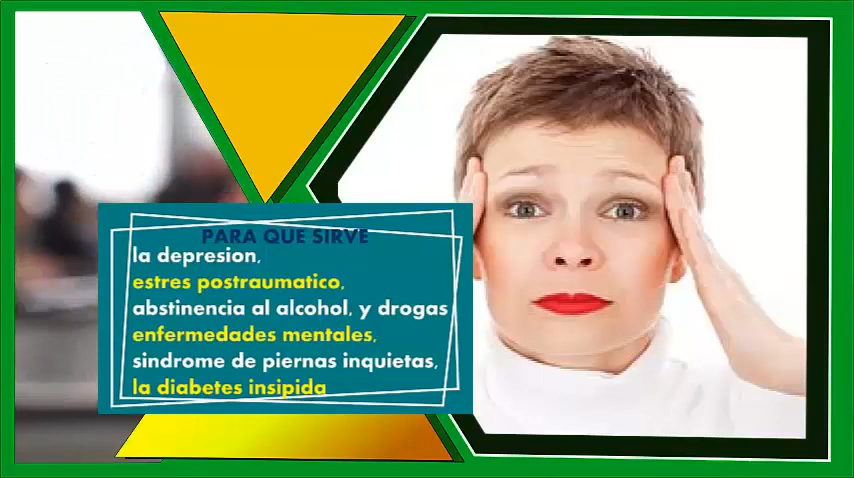 PARA QUE SIRVE
la depresion,
estres postraumatico,
abstinencia al alcohol, y drogas
enfermedades mentales,
sindrome de piernas inquietas,
la diabetes insipida